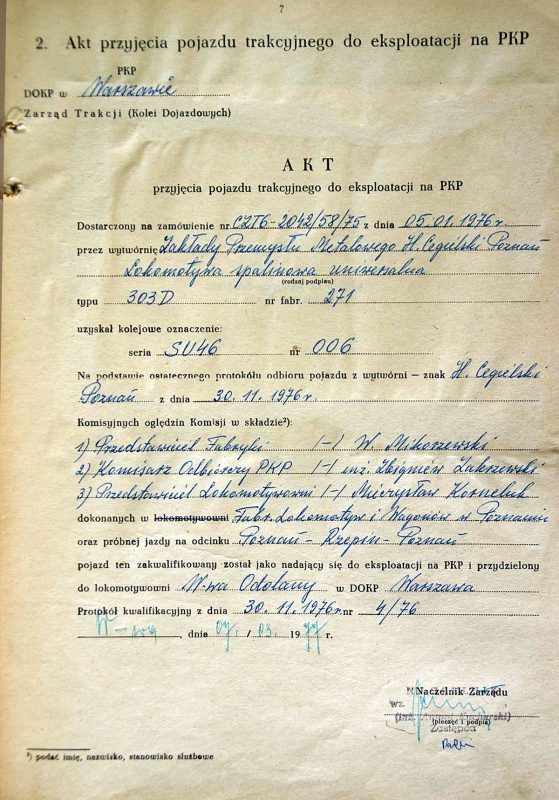 7
2. Akt przyjęcia pojazdu trakcyjnego do eksploatacji na PKP
PKP
DOKP w Warszawie
Zarząd Trakcji (Kolei Dojazdowych)
AKT
przyjęcia pojazdu trakcyjnego do eksploatacji na PKP
Dostarczony na zamówienie nr CZT6-2042/58/75 z dnia 05.01.1976 r.
przez wytwórnię Zakłady Przemysłu Metalowego H. Cegielski Poznań
Lokomotywa spalinowa uniwersalna
(rodzaj podpisu)
typu 303D nr fabr. 271
uzyskał kolejowe oznaczenie:
seria SU46 nr 006
Na podstawie ostatecznego protokółu odbioru pojazdu z wytwórni — znak H. Cegielski
Poznań z dnia 30.11.1976 r.
Komisyjnych oględzin Komisji w składzie²):
1) Przedstawiciel Fabryki /-/ W. Mikorzewski
2) Komisarz Odbiorczy PKP /-/ inż. Zbigniew Zakrzewski
3) Przedstawiciel Lokomotywowni /-/ Mieczysław Korneluk
dokonanych w lokomotywowni Fabr. Lokomotyw i Wagonów w Poznaniu
oraz próbnej jazdy na odcinku Poznań - Rzepin - Poznań
pojazd ten zakwalifikowany został jako nadający się do eksploatacji na PKP i przydzielony
do lokomotywowni W-wa Odolany w DOKP Warszawa
Protokół kwalifikacyjny z dnia 30.11.1976 r. nr 4/76
W-wa, dnia 07 / 03. 1977 r.
Naczelnik Zarządu
wz.
(pieczęć i podpis)
Zastępca
²) podać imię, nazwisko, stanowisko służbowe